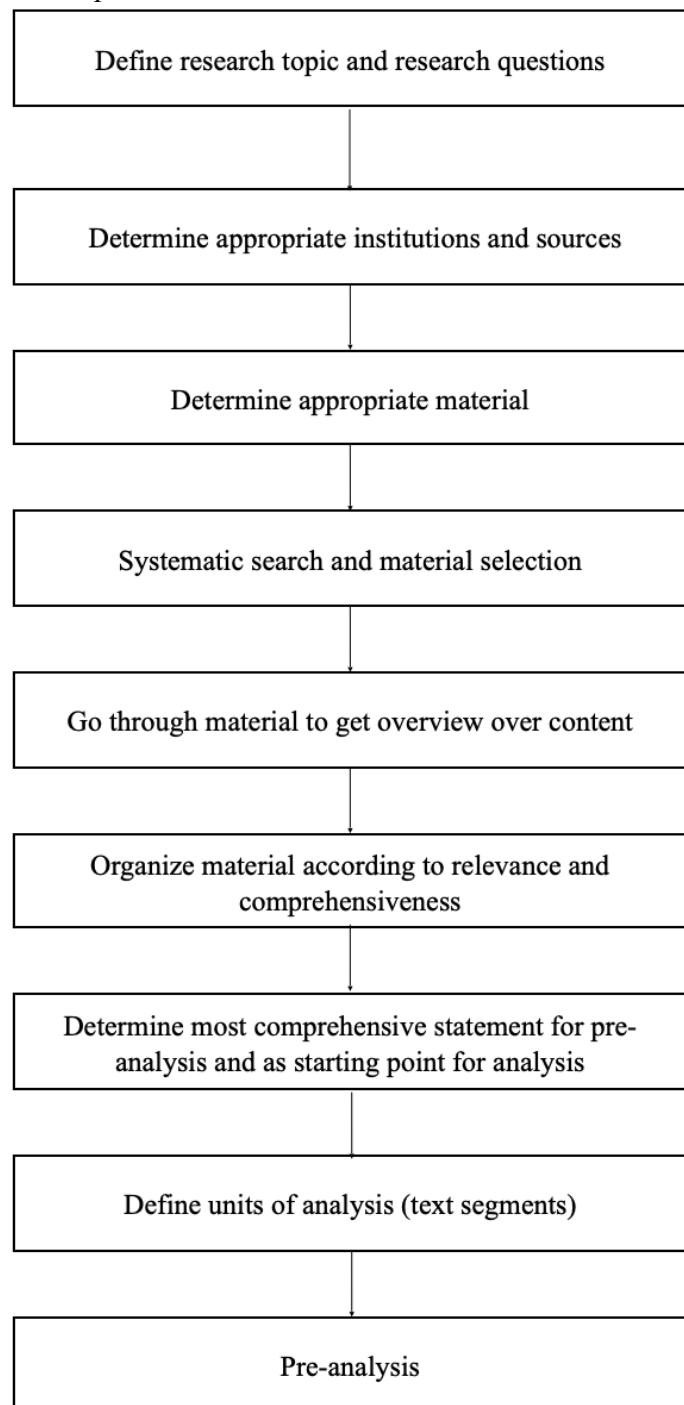 Define research topic and research questions
Determine appropriate institutions and sources
Determine appropriate material
Systematic search and material selection
Go through material to get overview over content
Organize material according to relevance and
comprehensiveness
Determine most comprehensive statement for pre-
analysis and as starting point for analysis
Define units of analysis (text segments)
Pre-analysis